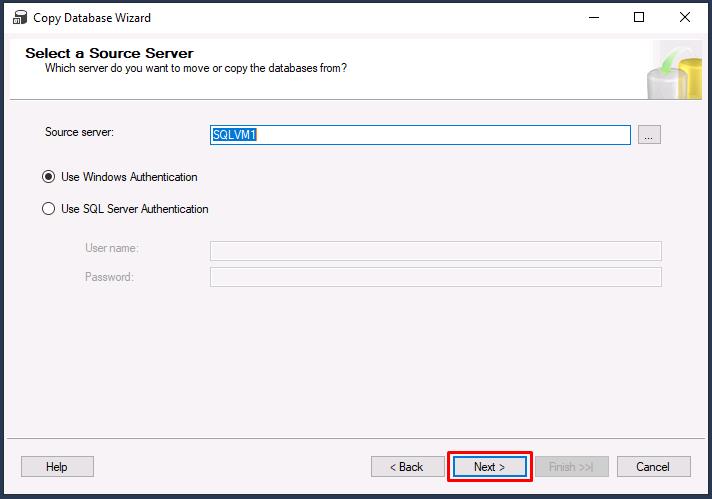 Copy Database Wizard
Select a Source Server
Which server do you want to move or copy the databases from?
Source server:
SQLVM1
...
Use Windows Authentication
Use SQL Server Authentication
User name:
Password:
Help
< Back
Next >
Finish >>|
Cancel